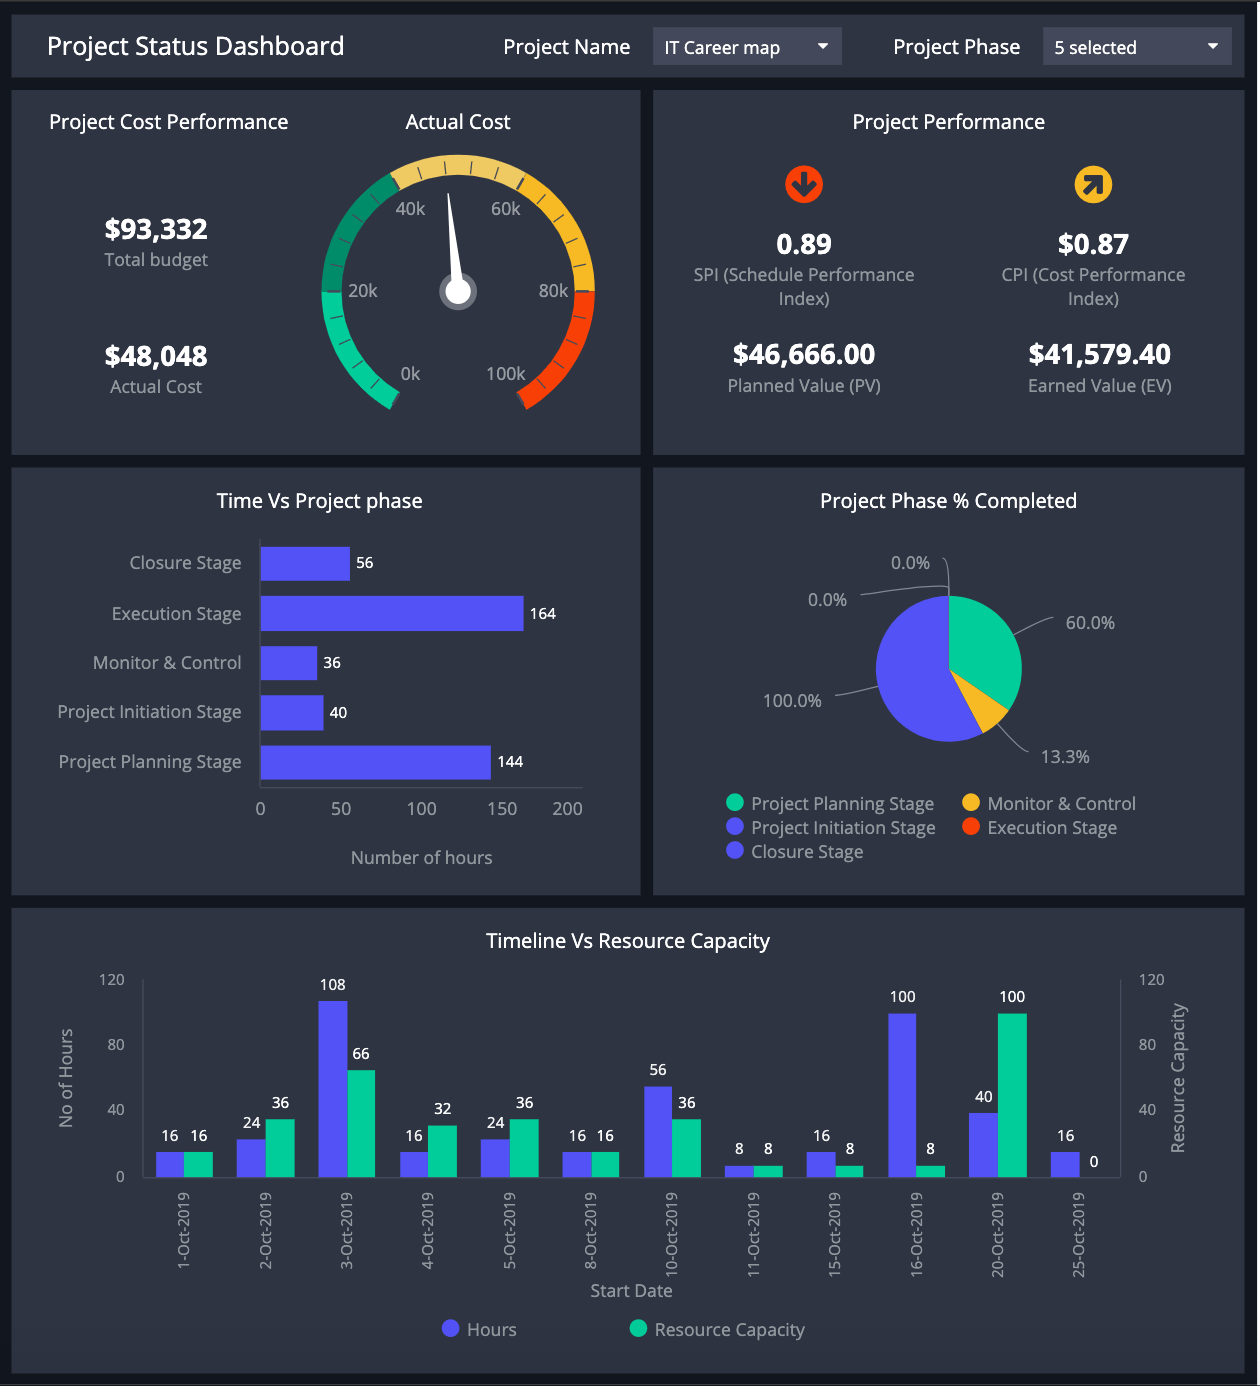 Project Status Dashboard
Project Name
IT Career map
Project Phase
5 selected
Project Cost Performance
Actual Cost
$93,332
Total budget
$48,048
Actual Cost
0k
20k
40k
60k
80k
100k
Project Performance
0.89
SPI (Schedule Performance
Index)
$0.87
CPI (Cost Performance
Index)
$46,666.00
Planned Value (PV)
$41,579.40
Earned Value (EV)
Time Vs Project phase
Closure Stage
56
Execution Stage
164
Monitor & Control
36
Project Initiation Stage
40
Project Planning Stage
144
0 50 100 150 200
Number of hours
Project Phase % Completed
0.0%
0.0%
60.0%
100.0%
13.3%
Project Planning Stage
Monitor & Control
Project Initiation Stage
Execution Stage
Closure Stage
Timeline Vs Resource Capacity
No of Hours
120
80
40
0
16 16
24 36
108 66
16 32
24 36
16 16
56 36
8 8
16 8
100 8
40 100
16 0
120
80
40
0
Resource Capacity
1-Oct-2019
2-Oct-2019
3-Oct-2019
4-Oct-2019
5-Oct-2019
8-Oct-2019
10-Oct-2019
11-Oct-2019
15-Oct-2019
16-Oct-2019
20-Oct-2019
25-Oct-2019
Start Date
Hours
Resource Capacity